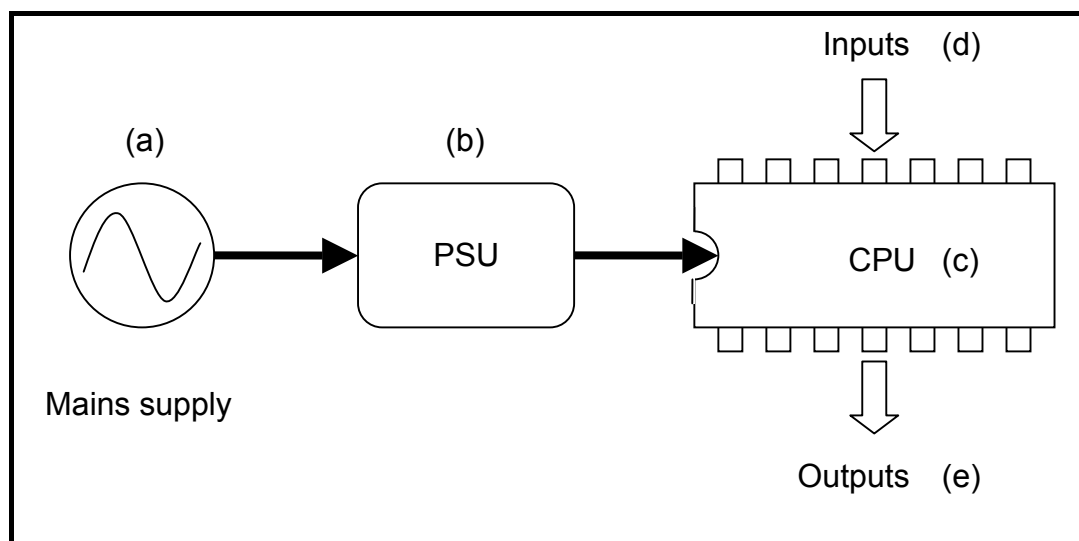 Inputs (d)
(a)
(b)
PSU
CPU (c)
Mains supply
Outputs (e)